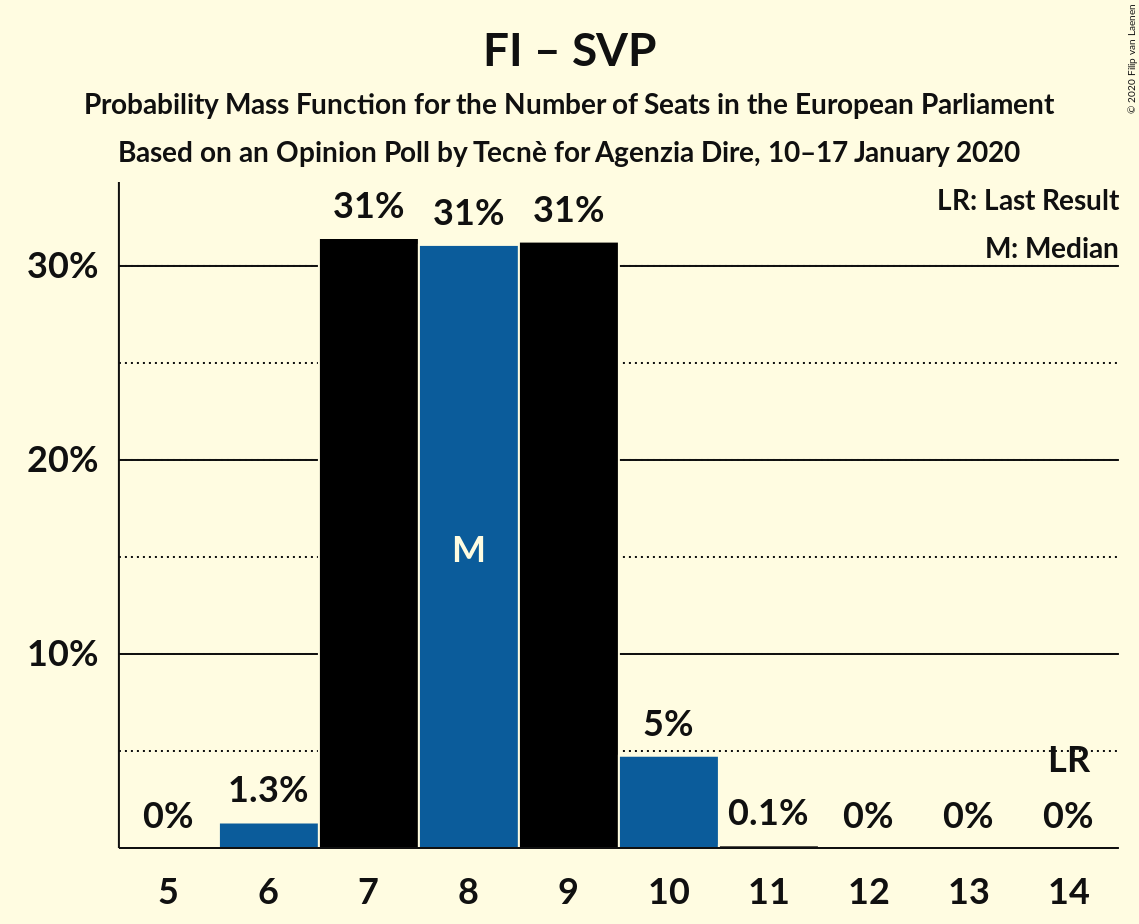 FI – SVP
Probability Mass Function for the Number of Seats in the European Parliament
Based on an Opinion Poll by Tecnè for Agenzia Dire, 10–17 January 2020
© 2020 Filip van Laenen
LR: Last Result
M: Median
31%
31%
31%
30%
20%
M
10%
5%
LR
1.3%
0%
0.1%
0%
0%
0%
5
6
7
8
9
10
11
12
13
14